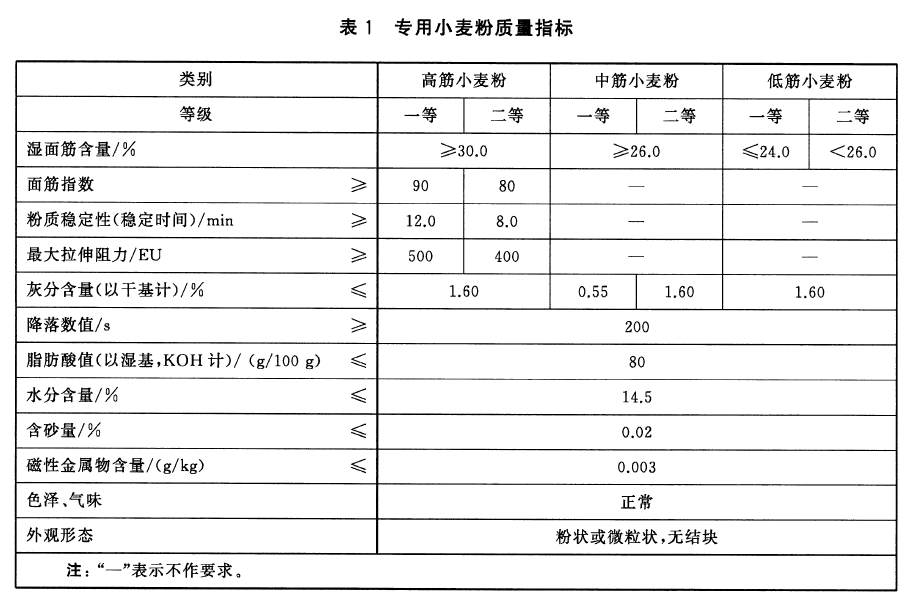 表 1 专用小麦粉质量指标
类别 高筋小麦粉 中筋小麦粉 低筋小麦粉
等级 一等 二等 一等 二等 一等 二等
湿面筋含量/% ≥30.0 ≥26.0 ≤24.0 <26.0
面筋指数 ≥ 90 80 — —
粉质稳定性(稳定时间)/min ≥ 12.0 8.0 — —
最大拉伸阻力/EU ≥ 500 400 — —
灰分含量(以干基计)/% ≤ 1.60 0.55 1.60 1.60
降落数值/s ≥ 200
脂肪酸值(以湿基,KOH 计)/ (g/100 g) ≤ 80
水分含量/% ≤ 14.5
含砂量/% ≤ 0.02
磁性金属物含量/(g/kg) ≤ 0.003
色泽、气味 正常
外观形态 粉状或微粒状,无结块
注:“—”表示不作要求。